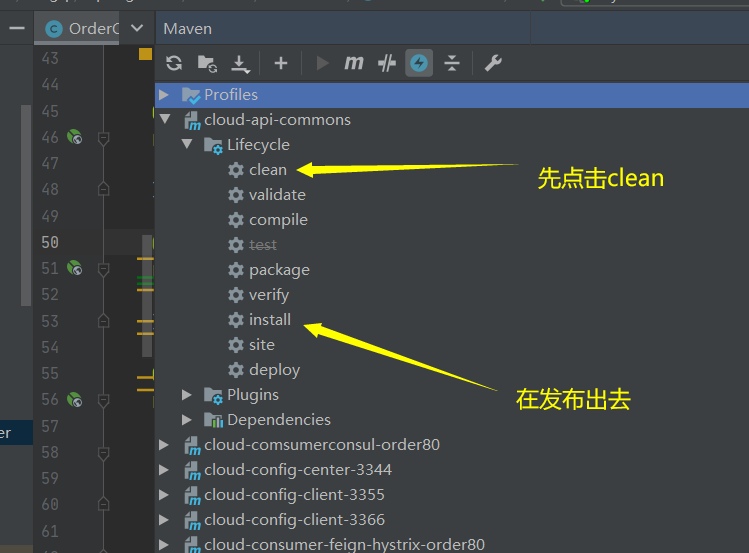 OrderC
Maven
43
44
45
46
47
48
49
50
51
52
53
54
55
56
57
58
59
60
61
Profiles
cloud-api-commons
Lifecycle
clean
先点击clean
validate
compile
test
package
verify
install
site
deploy
在发布出去
Plugins
Dependencies
er
cloud-comsumerconsul-order80
cloud-config-center-3344
cloud-config-client-3355
cloud-config-client-3366
cloud-consumer-feign-hystrix-order80